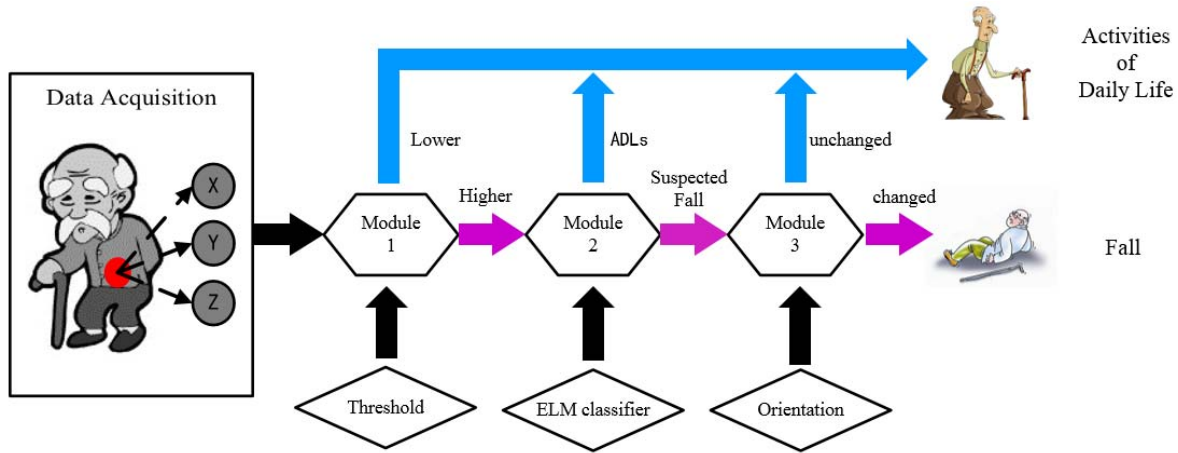 Data Acquisition
X
Y
Z
Lower
ADLs
unchanged
Higher
Suspected
Fall
changed
Module
1
Module
2
Module
3
Threshold
ELM classifier
Orientation
Activities
of
Daily Life
Fall